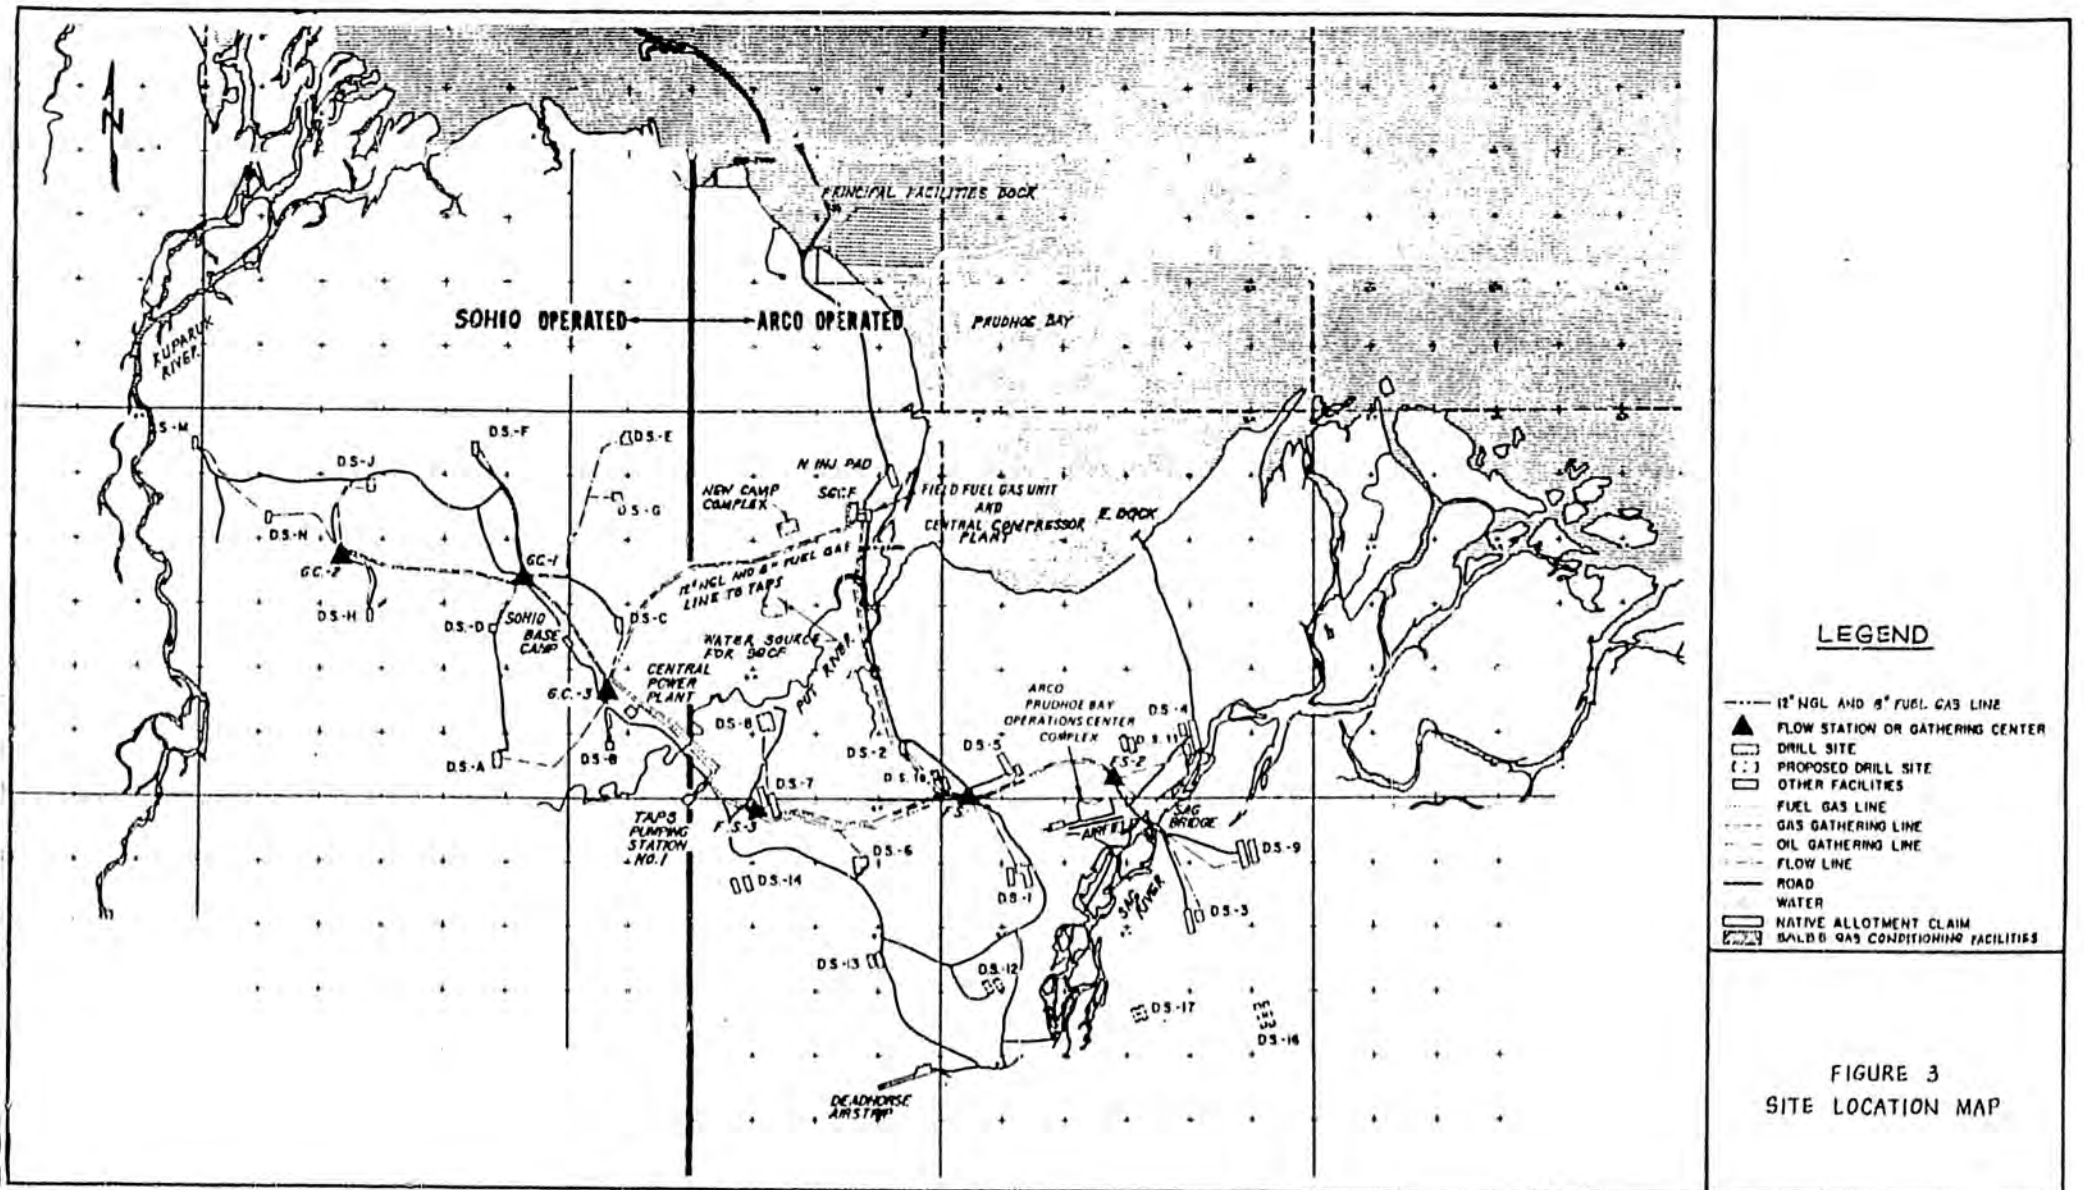 N
PRINCIPAL FACILITIES DOCK
SOHIO OPERATED
ARCO OPERATED
PRUDHOE BAY
KUPARUK
RIVER
S-M
D.S.-F
D.S.-E
D.S-J
N. INJ. PAD
NEW CAMP
COMPLEX
FIELD FUEL GAS UNIT
AND
CENTRAL COMPRESSOR
PLANT
E. DOCK
D.S-G
D.S.-N
G.C.-2
G.C.-1
12" NGL AND 8" FUEL GAS
LINE TO TAPS
D.S.-H
D.S.-D
SOHIO
BASE
CAMP
D.S.-C
WATER SOURCE
FOR SGCF
PUT RIVER
CENTRAL
POWER
PLANT
G.C.-3
ARCO
PRUDHOE BAY
OPERATIONS CENTER
COMPLEX
D.S.-4
D.S.-8
D.S.11
D.S.-2
D.S.-5
D.S.-A
D.S-B
F.S-2
D.S.-7
TAPS
PUMPING
STATION
NO. 1
F.S.-3
F.S.
AIRFIELD
SAG
BRIDGE
D.S.-6
D.S.-9
D.S.-14
D.S.-1
SAG
RIVER
D.S.-3
D.S.-13
D.S.-12
D.S.-17
D.S.-16
DEADHORSE
AIRSTRIP
LEGEND
12" NGL AND 8" FUEL GAS LINE
FLOW STATION OR GATHERING CENTER
DRILL SITE
PROPOSED DRILL SITE
OTHER FACILITIES
FUEL GAS LINE
GAS GATHERING LINE
OIL GATHERING LINE
FLOW LINE
ROAD
WATER
NATIVE ALLOTMENT CLAIM
GAS CONDITIONING FACILITIES
FIGURE 3
SITE LOCATION MAP